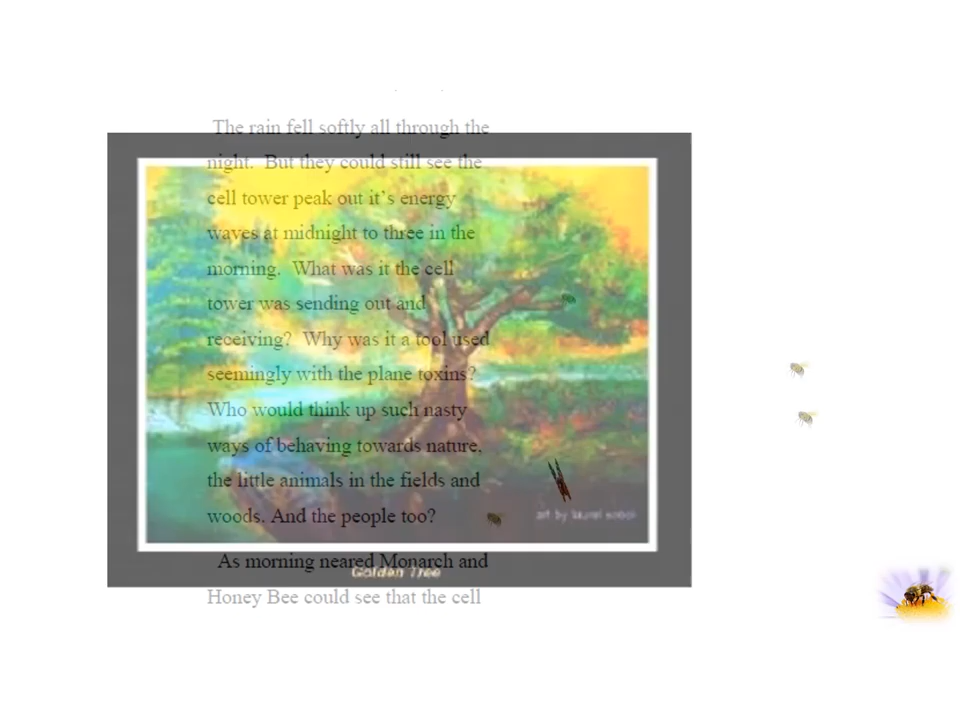 The rain fell softly all through the
night. But they could still see the
cell tower peak out it's energy
waves at midnight to three in the
morning. What was it the cell
tower was sending out and
receiving? Why was it a tool used
seemingly with the plane toxins?
Who would think up such nasty
ways of behaving towards nature,
the little animals in the fields and
woods. And the people too?
art by laurel sobol
As morning neared Monarch and
Golden Tree
Honey Bee could see that the cell